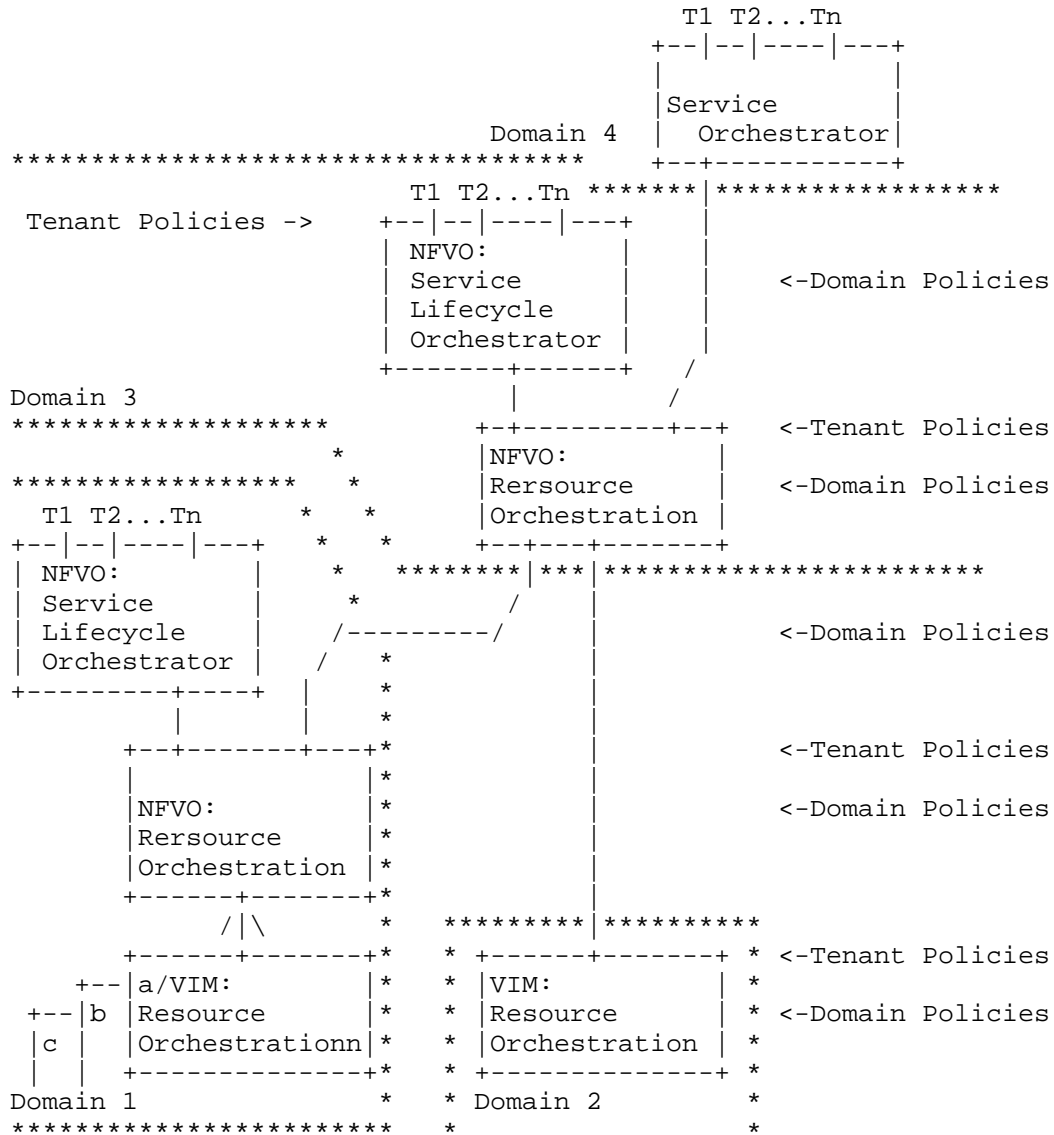 T1 T2...Tn
Service
Domain 4 Orchestrator
T1 T2...Tn
Tenant Policies ->
NFVO:
Service <-Domain Policies
Lifecycle
Orchestrator
Domain 3
<-Tenant Policies
NFVO:
Rersource <-Domain Policies
T1 T2...Tn Orchestration
NFVO:
Service
Lifecycle <-Domain Policies
Orchestrator
<-Tenant Policies
NFVO: <-Domain Policies
Rersource
Orchestration
<-Tenant Policies
a/VIM: VIM:
b Resource Resource <-Domain Policies
c Orchestrationn Orchestration
Domain 1 Domain 2